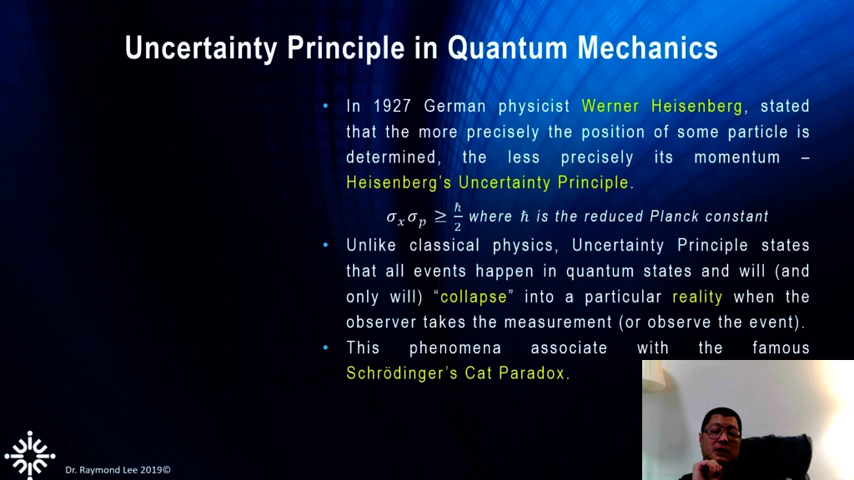 Uncertainty Principle in Quantum Mechanics
• In 1927 German physicist Werner Heisenberg, stated
that the more precisely the position of some particle is
determined, the less precisely its momentum –
Heisenberg's Uncertainty Principle.
σₓσₚ ≥ ℏ/2 where ℏ is the reduced Planck constant
• Unlike classical physics, Uncertainty Principle states
that all events happen in quantum states and will (and
only will) “collapse” into a particular reality when the
observer takes the measurement (or observe the event).
• This phenomena associate with the famous
Schrödinger's Cat Paradox.
Dr. Raymond Lee 2019©